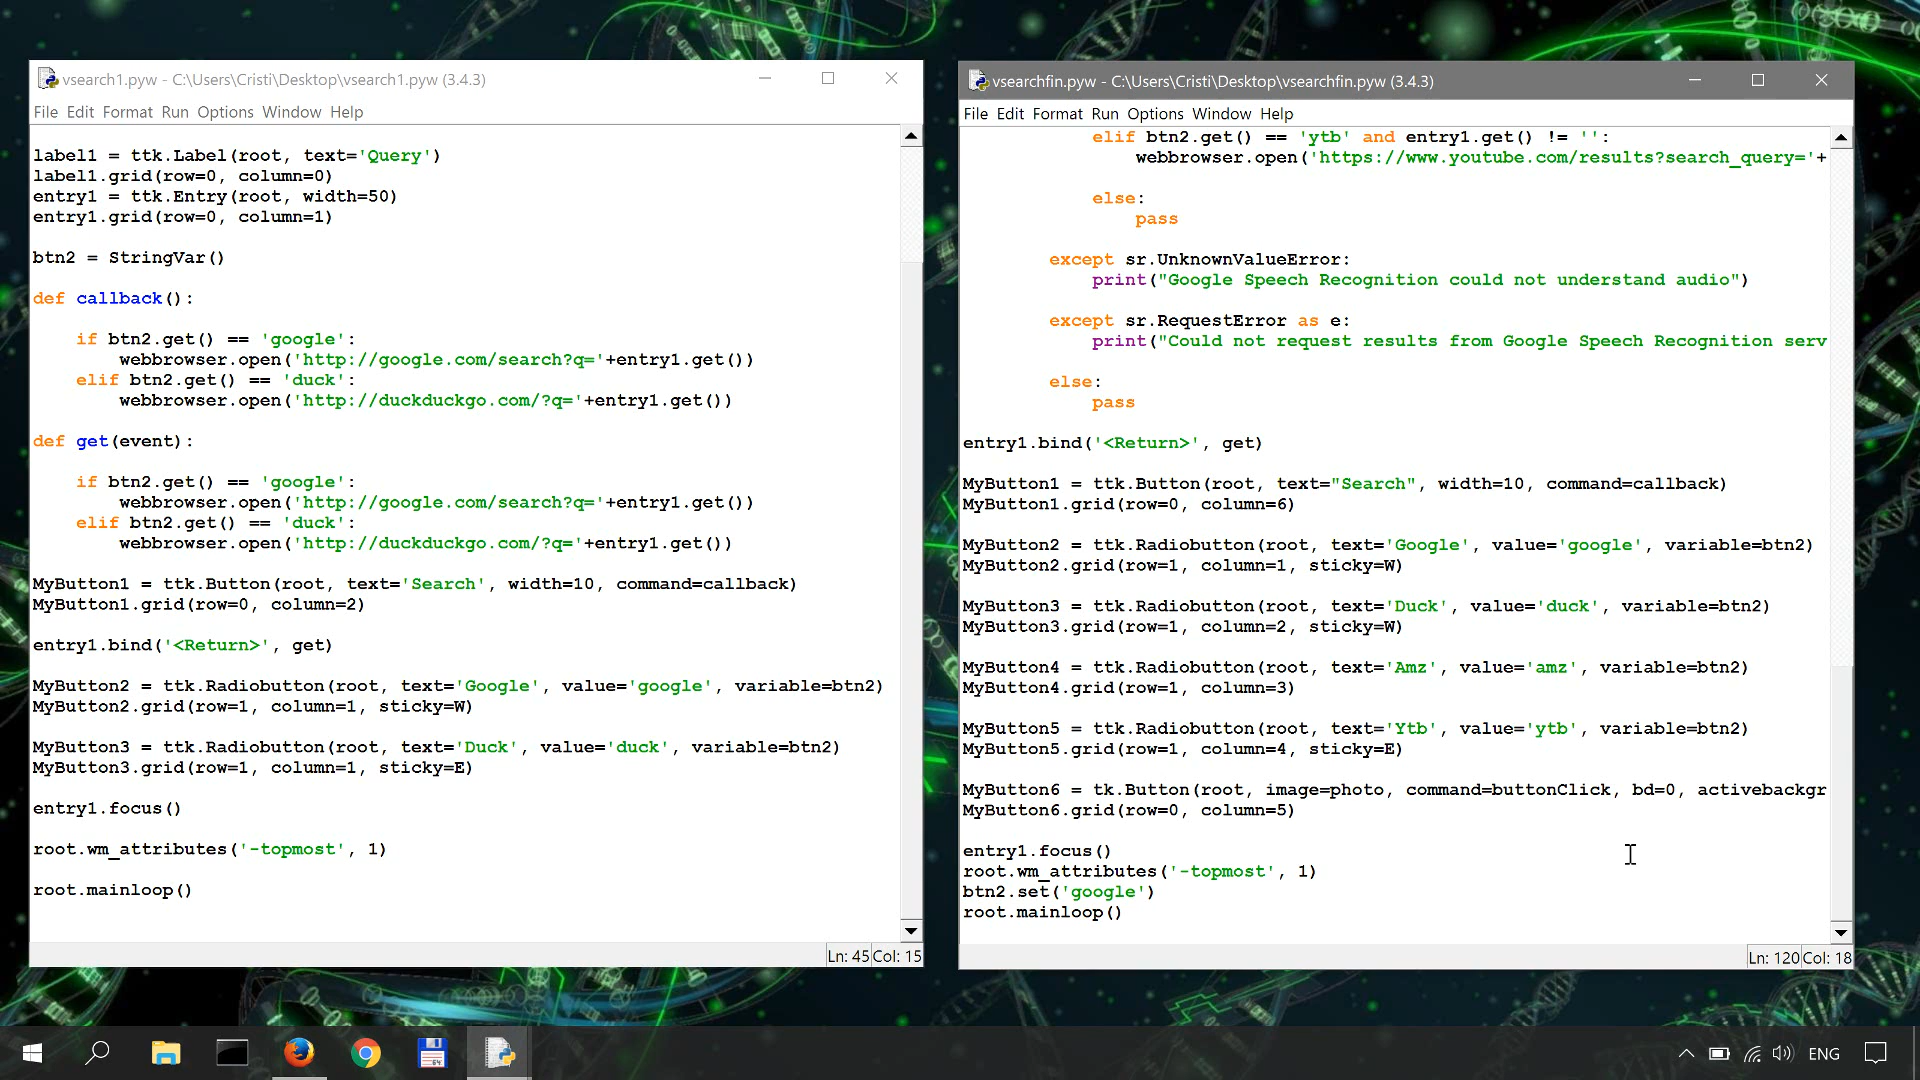 vsearch1.pyw - C:\Users\Cristi\Desktop\vsearch1.pyw (3.4.3)
File Edit Format Run Options Window Help
label1 = ttk.Label(root, text='Query')
label1.grid(row=0, column=0)
entry1 = ttk.Entry(root, width=50)
entry1.grid(row=0, column=1)
btn2 = StringVar()
def callback():
if btn2.get() == 'google':
webbrowser.open('http://google.com/search?q='+entry1.get())
elif btn2.get() == 'duck':
webbrowser.open('http://duckduckgo.com/?q='+entry1.get())
def get(event):
if btn2.get() == 'google':
webbrowser.open('http://google.com/search?q='+entry1.get())
elif btn2.get() == 'duck':
webbrowser.open('http://duckduckgo.com/?q='+entry1.get())
MyButton1 = ttk.Button(root, text='Search', width=10, command=callback)
MyButton1.grid(row=0, column=2)
entry1.bind('<Return>', get)
MyButton2 = ttk.Radiobutton(root, text='Google', value='google', variable=btn2)
MyButton2.grid(row=1, column=1, sticky=W)
MyButton3 = ttk.Radiobutton(root, text='Duck', value='duck', variable=btn2)
MyButton3.grid(row=1, column=1, sticky=E)
entry1.focus()
root.wm_attributes('-topmost', 1)
root.mainloop()
Ln: 45 Col: 15
vsearchfin.pyw - C:\Users\Cristi\Desktop\vsearchfin.pyw (3.4.3)
File Edit Format Run Options Window Help
elif btn2.get() == 'ytb' and entry1.get() != '':
webbrowser.open('https://www.youtube.com/results?search_query='+
else:
pass
except sr.UnknownValueError:
print("Google Speech Recognition could not understand audio")
except sr.RequestError as e:
print("Could not request results from Google Speech Recognition serv
else:
pass
entry1.bind('<Return>', get)
MyButton1 = ttk.Button(root, text="Search", width=10, command=callback)
MyButton1.grid(row=0, column=6)
MyButton2 = ttk.Radiobutton(root, text='Google', value='google', variable=btn2)
MyButton2.grid(row=1, column=1, sticky=W)
MyButton3 = ttk.Radiobutton(root, text='Duck', value='duck', variable=btn2)
MyButton3.grid(row=1, column=2, sticky=W)
MyButton4 = ttk.Radiobutton(root, text='Amz', value='amz', variable=btn2)
MyButton4.grid(row=1, column=3)
MyButton5 = ttk.Radiobutton(root, text='Ytb', value='ytb', variable=btn2)
MyButton5.grid(row=1, column=4, sticky=E)
MyButton6 = tk.Button(root, image=photo, command=buttonClick, bd=0, activebackgr
MyButton6.grid(row=0, column=5)
entry1.focus()
root.wm_attributes('-topmost', 1)
btn2.set('google')
root.mainloop()
Ln: 120 Col: 18
64
ENG